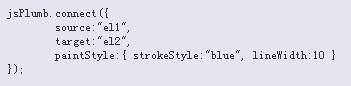 jsPlumb.connect({
        source:"el1",
        target:"el2",
        paintStyle:{ strokeStyle:"blue", lineWidth:10 }
});